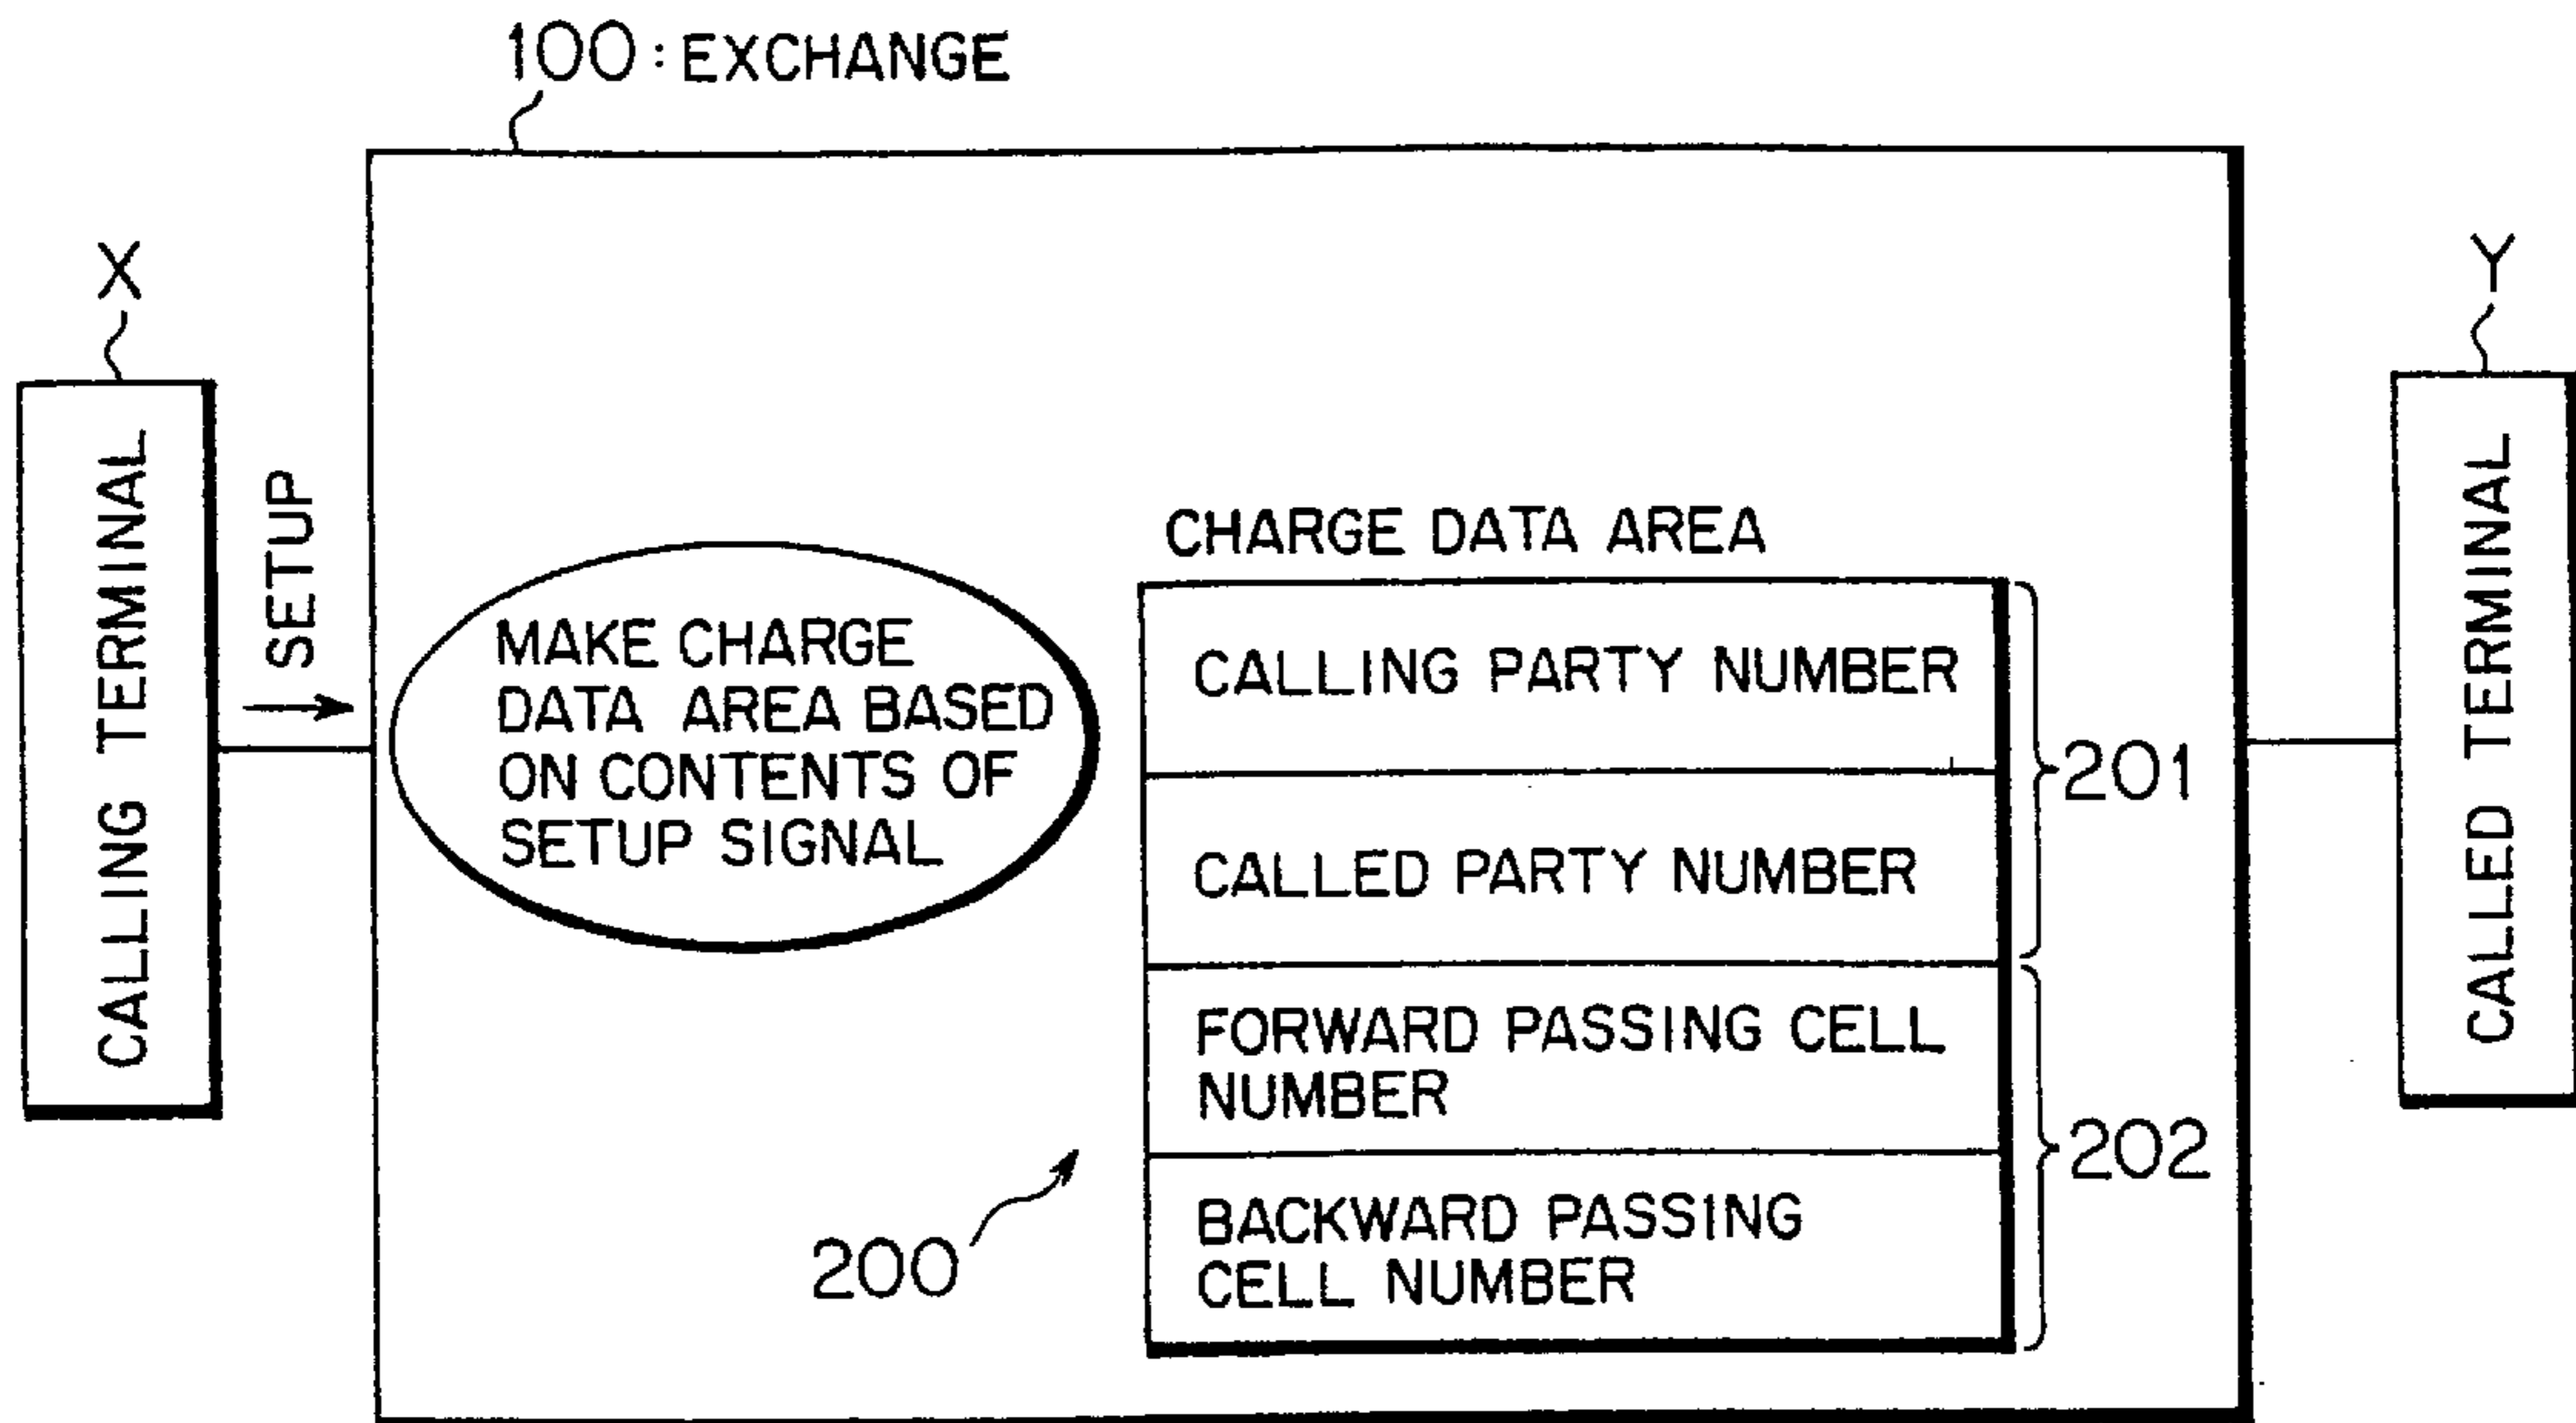 100: EXCHANGE
X
Y
CALLING TERMINAL
SETUP
MAKE CHARGE
DATA AREA BASED
ON CONTENTS OF
SETUP SIGNAL
CHARGE DATA AREA
CALLING PARTY NUMBER
CALLED PARTY NUMBER
201
FORWARD PASSING CELL
NUMBER
BACKWARD PASSING
CELL NUMBER
202
200
CALLED TERMINAL